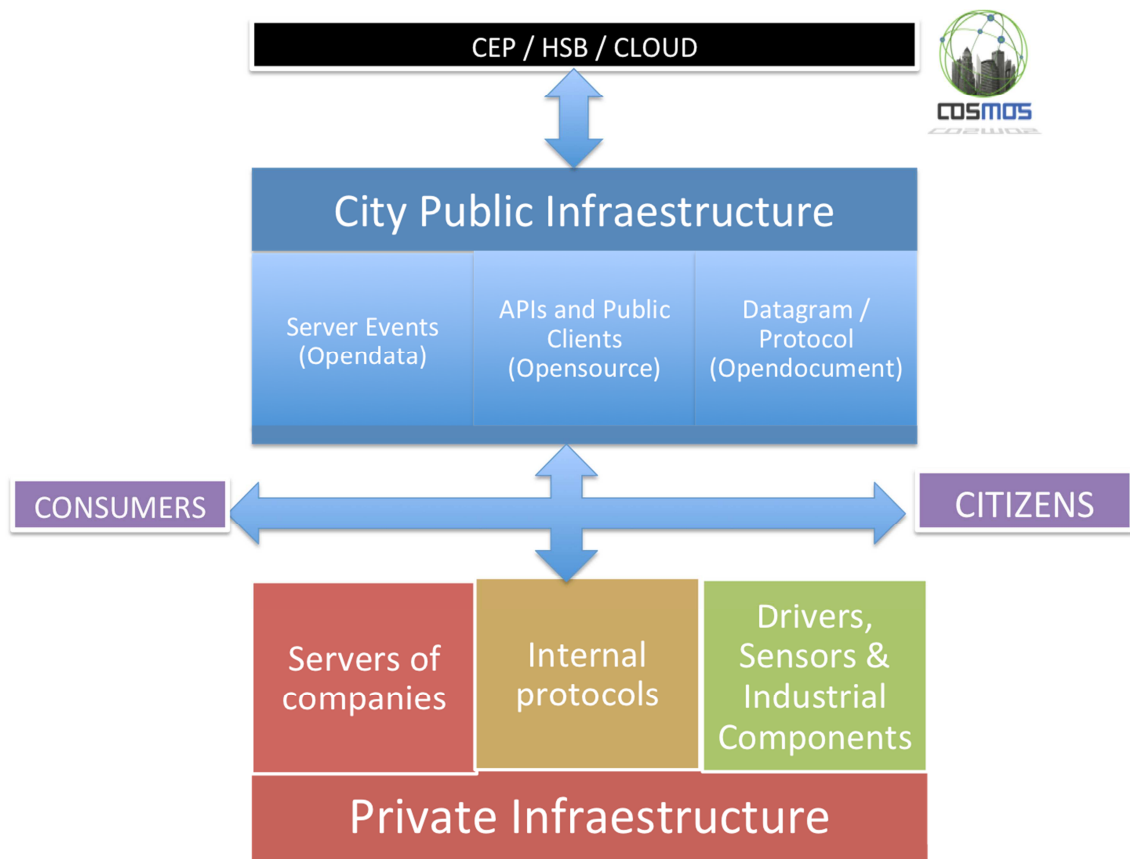 CEP / HSB / CLOUD
COSMOS
City Public Infraestructure
Server Events
(Opendata)
APIs and Public
Clients
(Opensource)
Datagram /
Protocol
(Opendocument)
CONSUMERS
CITIZENS
Servers of
companies
Internal
protocols
Drivers,
Sensors &
Industrial
Components
Private Infraestructure